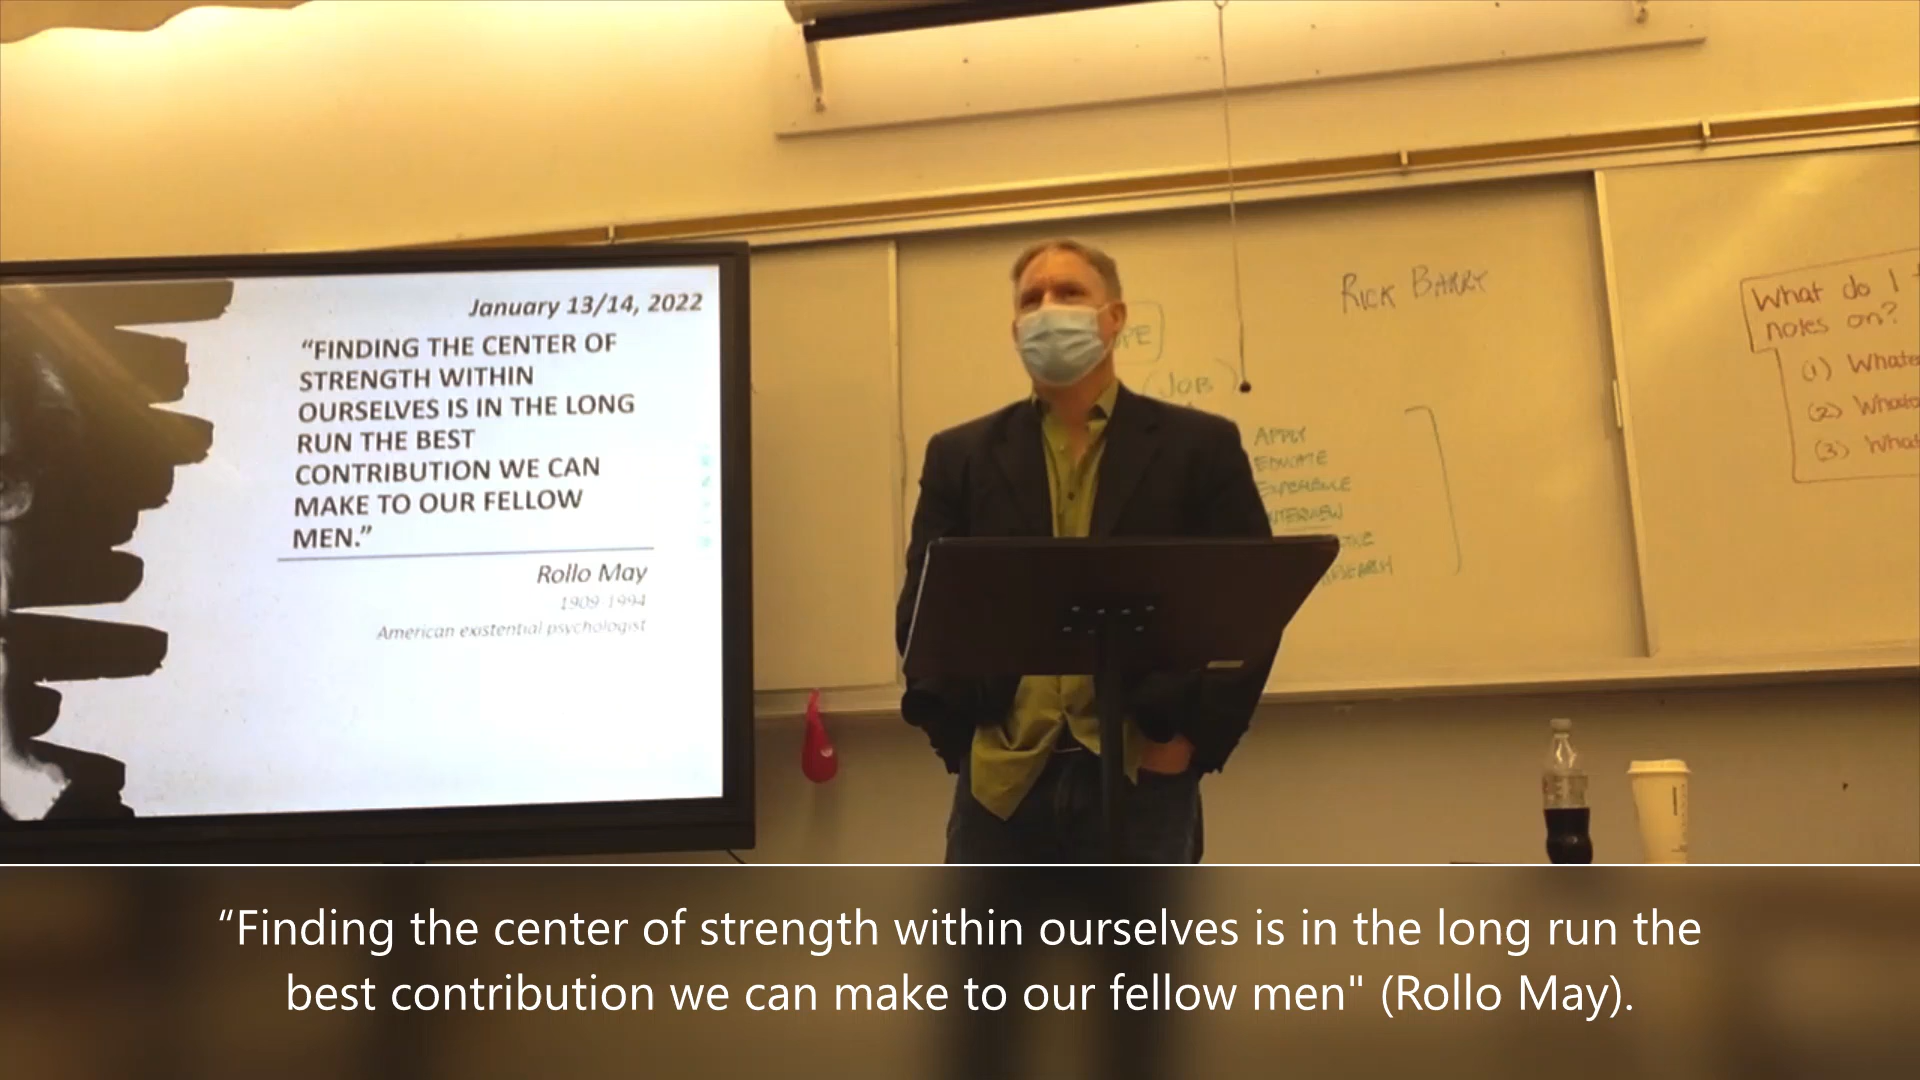 January 13/14, 2022
“FINDING THE CENTER OF
STRENGTH WITHIN
OURSELVES IS IN THE LONG
RUN THE BEST
CONTRIBUTION WE CAN
MAKE TO OUR FELLOW
MEN.”
Rollo May
1909-1994
American existential psychologist
(JOB)
APPLY
EDUCATE
EXPERIENCE
INTERVIEW
RICK BARRY
What do I
notes on?
(1)
(2)
(3)
“Finding the center of strength within ourselves is in the long run the
best contribution we can make to our fellow men" (Rollo May).